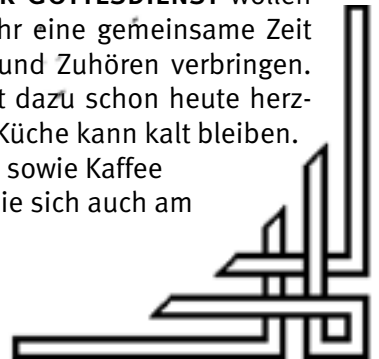 GOTTESDIENST wollen
hr eine gemeinsame Zeit
und Zuhören verbringen.
t dazu schon heute herz-
Küche kann kalt bleiben.
sowie Kaffee
ie sich auch am